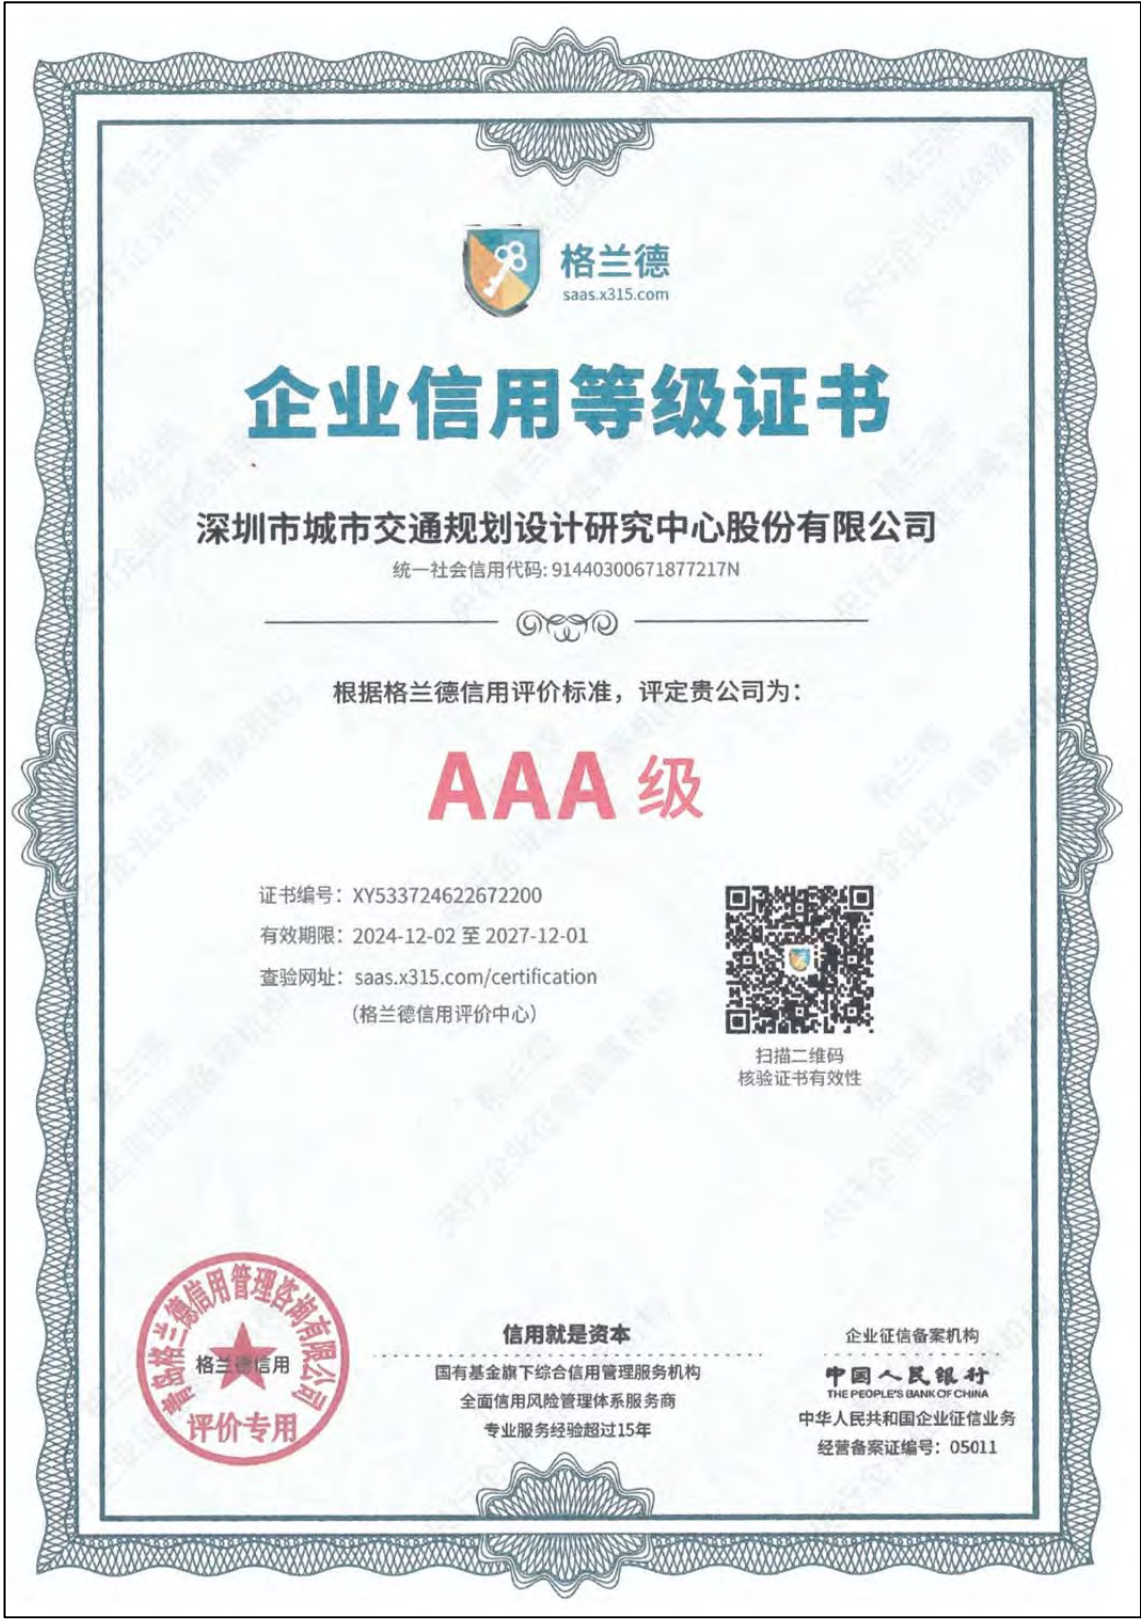 格兰德
saas.x315.com
企业信用等级证书
深圳市城市交通规划设计研究中心股份有限公司
统一社会信用代码: 91440300671877217N
根据格兰德信用评价标准，评定贵公司为：
AAA 级
证书编号：XY533724622672200
有效期限：2024-12-02 至 2027-12-01
查验网址：saas.x315.com/certification
(格兰德信用评价中心)
扫描二维码
核验证书有效性
青岛格兰德信用管理咨询有限公司
格兰德信用
评价专用
信用就是资本
国有基金旗下综合信用管理服务机构
全面信用风险管理体系服务商
专业服务经验超过15年
企业征信备案机构
中国人民银行
THE PEOPLE'S BANK OF CHINA
中华人民共和国企业征信业务
经营备案证编号：05011